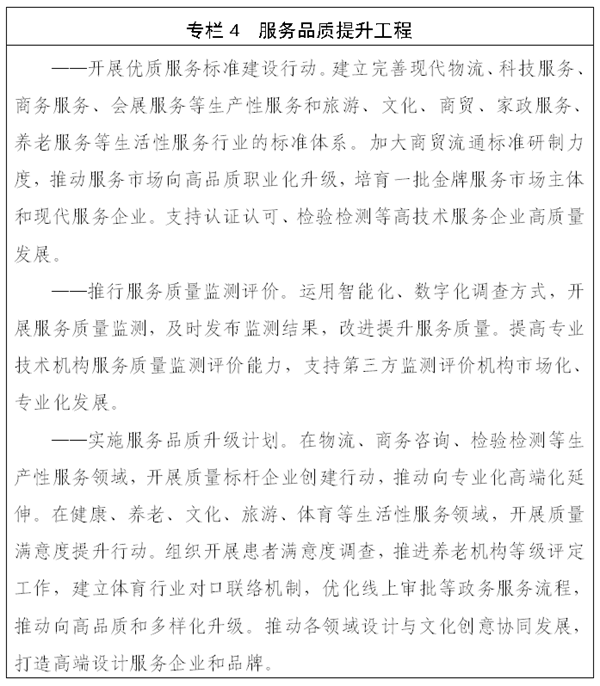 专栏 4　服务品质提升工程
——开展优质服务标准建设行动。建立完善现代物流、科技服务、
商务服务、会展服务等生产性服务和旅游、文化、商贸、家政服务、
养老服务等生活性服务行业的标准体系。加大商贸流通标准研制力
度，推动服务市场向高品质职业化升级，培育一批金牌服务市场主体
和现代服务企业。支持认证认可、检验检测等高技术服务企业高质量
发展。
——推行服务质量监测评价。运用智能化、数字化调查方式，开
展服务质量监测，及时发布监测结果，改进提升服务质量。提高专业
技术机构服务质量监测评价能力，支持第三方监测评价机构市场化、
专业化发展。
——实施服务品质升级计划。在物流、商务咨询、检验检测等生
产性服务领域，开展质量标杆企业创建行动，推动向专业化高端化延
伸。在健康、养老、文化、旅游、体育等生活性服务领域，开展质量
满意度提升行动。组织开展患者满意度调查，推进养老机构等级评定
工作，建立体育行业对口联络机制，优化线上审批等政务服务流程，
推动向高品质和多样化升级。推动各领域设计与文化创意协同发展，
打造高端设计服务企业和品牌。